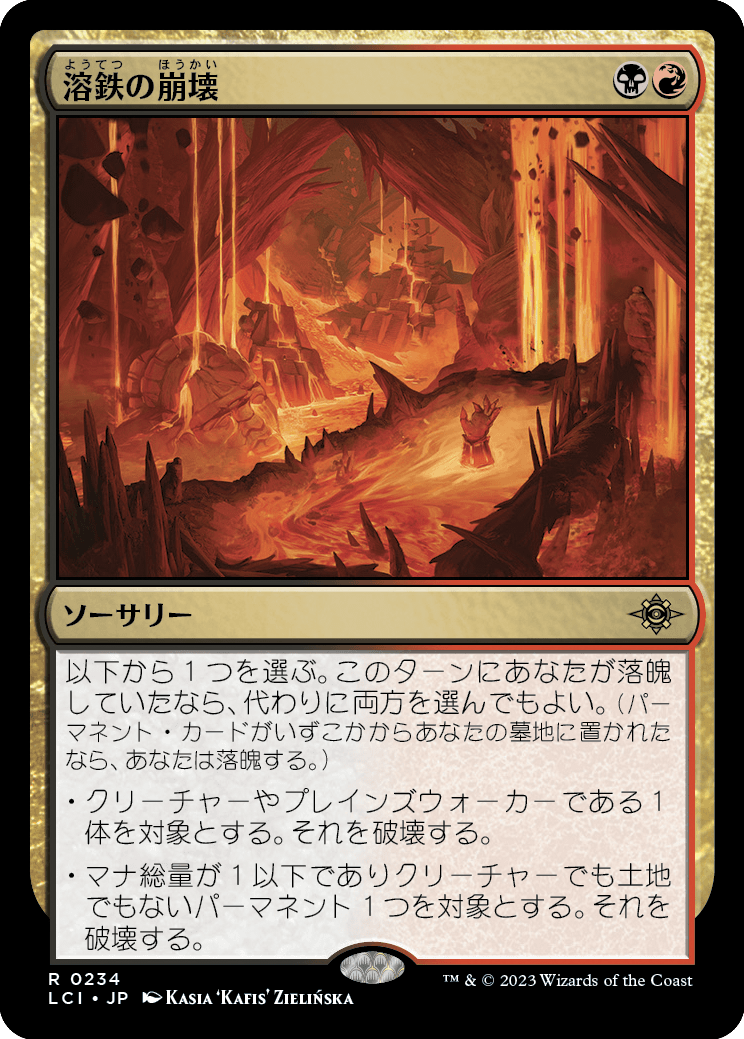 ようてつ ほうかい
溶鉄の崩壊
ソーサリー
以下から１つを選ぶ。このターンにあなたが落魄
していたなら、代わりに両方を選んでもよい。（パー
マネント・カードがいずこかからあなたの墓地に置かれた
なら、あなたは落魄する。）
・クリーチャーやプレインズウォーカーである１
体を対象とする。それを破壊する。
・マナ総量が１以下でありクリーチャーでも土地
でもないパーマネント１つを対象とする。それを
破壊する。
R 0234
LCI • JP Kasia ‘Kafis’ Zielińska
™ & © 2023 Wizards of the Coast